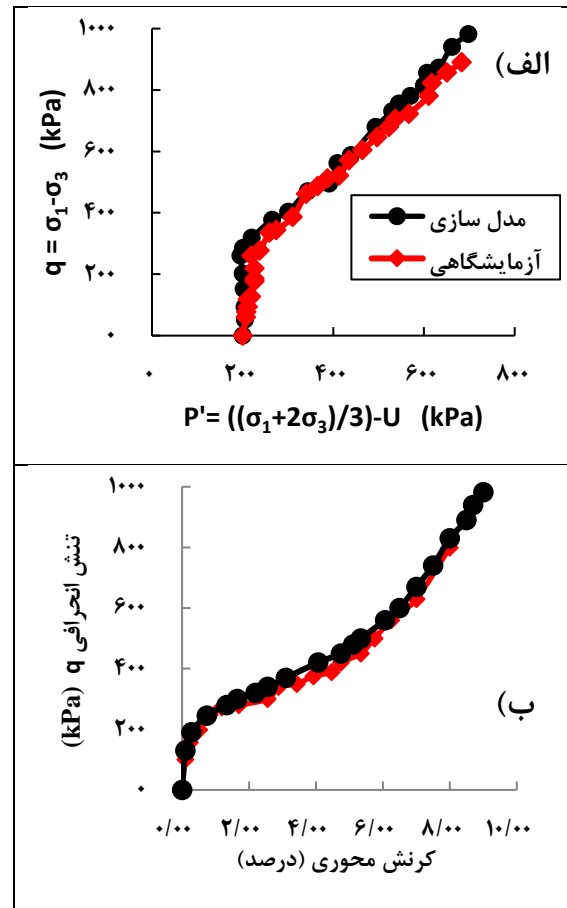 الف)
۱۰۰۰
۸۰۰
۶۰۰
۴۰۰
۲۰۰
۰
q = σ1-σ3 (kPa)
مدل سازی
آزمایشگاهی
۰ ۲۰۰ ۴۰۰ ۶۰۰ ۸۰۰
P'= ((σ1+2σ3)/3)-U (kPa)
ب)
۱۰۰۰
۸۰۰
۶۰۰
۴۰۰
۲۰۰
۰
تنش انحرافی q (kPa)
۰/۰۰ ۲/۰۰ ۴/۰۰ ۶/۰۰ ۸/۰۰ ۱۰/۰۰
کرنش محوری (درصد)